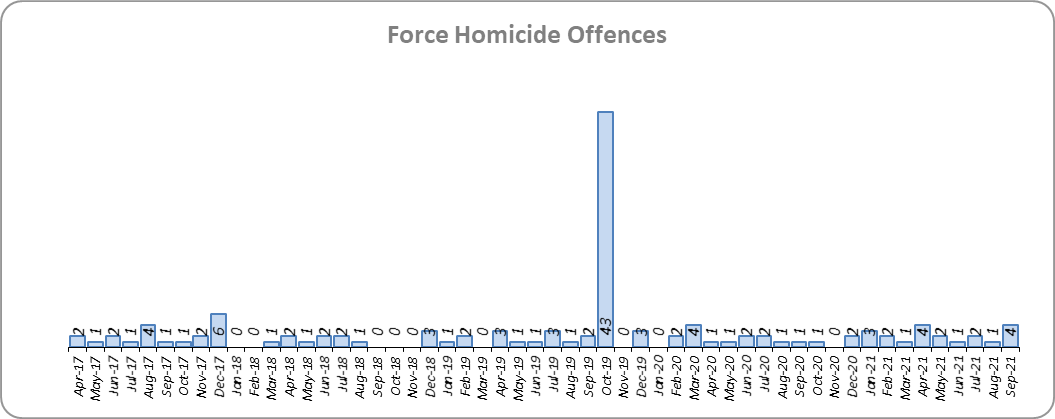 Force Homicide Offences
2 1 2 1 4 1 1 2 6 0 0 1 2 1 2 2 1 0 0 0 3 1 2 0 3 1 1 3 1 2 43 0 3 0 2 4 1 1 2 2 1 1 1 0 2 3 2 1 4 2 1 2 1 4
Apr-17 May-17 Jun-17 Jul-17 Aug-17 Sep-17 Oct-17 Nov-17 Dec-17 Jan-18 Feb-18 Mar-18 Apr-18 May-18 Jun-18 Jul-18 Aug-18 Sep-18 Oct-18 Nov-18 Dec-18 Jan-19 Feb-19 Mar-19 Apr-19 May-19 Jun-19 Jul-19 Aug-19 Sep-19 Oct-19 Nov-19 Dec-19 Jan-20 Feb-20 Mar-20 Apr-20 May-20 Jun-20 Jul-20 Aug-20 Sep-20 Oct-20 Nov-20 Dec-20 Jan-21 Feb-21 Mar-21 Apr-21 May-21 Jun-21 Jul-21 Aug-21 Sep-21